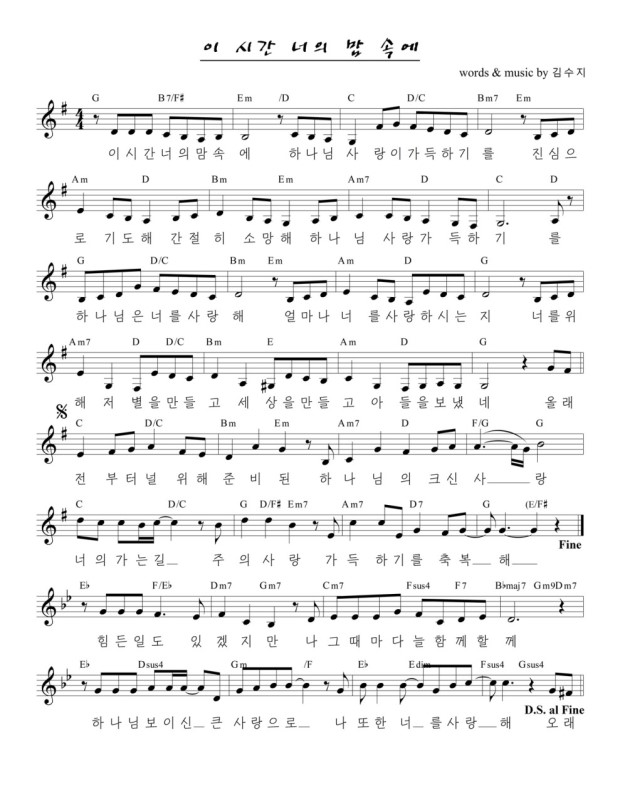 이 시간 너의 맘 속에
words & music by 김수지
G B7/F# Em /D C D/C Bm7 Em
이 시 간 너 의 맘 속 에 하 나 님 사 랑 이 가 득 하 기 를 진 심 으
Am D Bm Em Am7 D C D
로 기 도 해 간 절 히 소 망 해 하 나 님 사 랑 가 득 하 기 를
G D/C Bm Em Am7 D G
하 나 님 은 너 를 사 랑 해 얼 마 나 너 를 사 랑 하 시 는 지 너 를 위
Am7 D D/C Bm E Am D G
해 저 별 을 만 들 고 세 상 을 만 들 고 아 들 을 보 냈 네 올 래
C D/C Bm Em Am7 D F/G G
전 부 터 널 위 해 준 비 된 하 나 님 의 크 신 사 랑
C D/C G D/F# Em7 Am7 D7 G (E/F#
너 의 가 는 길 주 의 사 랑 가 득 하 기 를 축 복 해
Fine
Eb F/Eb Dm7 Gm7 Cm7 Fsus4 F7 Bbmaj7 Gm9 Dm7
힘 든 일 도 있 겠 지 만 나 그 때 마 다 늘 함 께 할 께
Eb Dsus4 Gm /F Eb Edim Fsus4 Gsus4
D.S. al Fine
하 나 님 보 이 신 큰 사 랑 으 로 나 또 한 너 를 사 랑 해 오 래